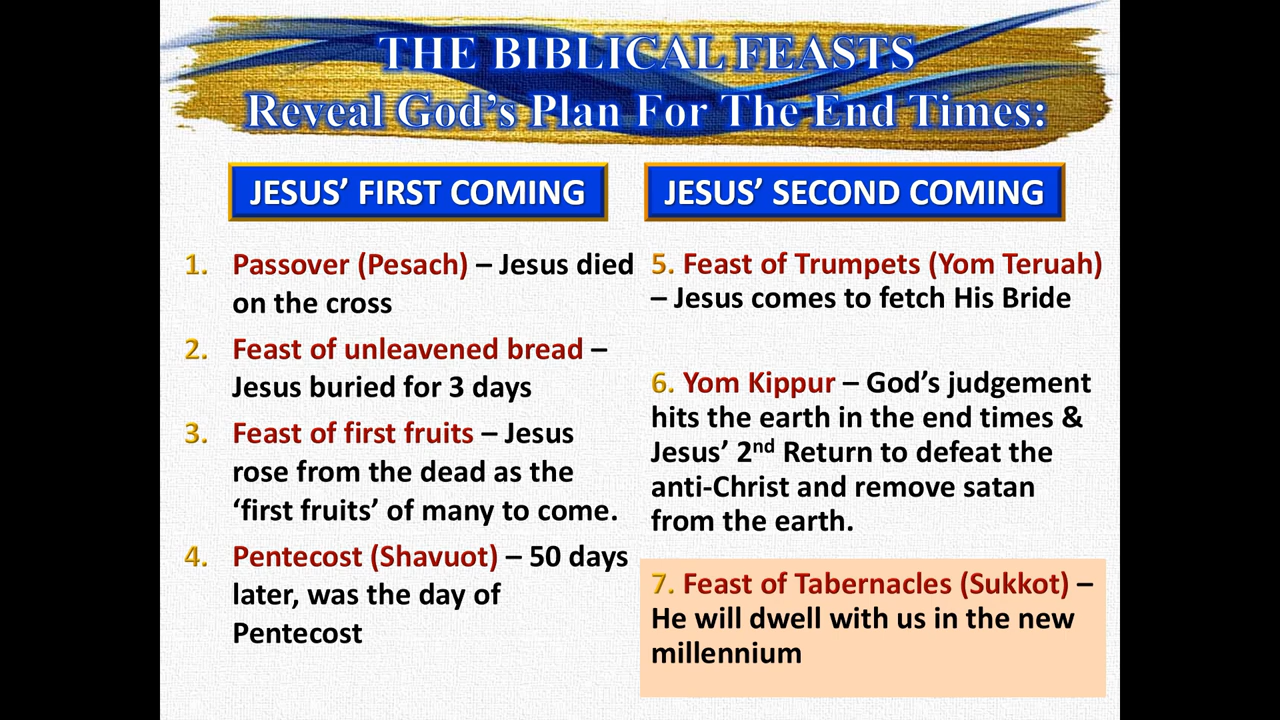 THE BIBLICAL FEASTS
Reveal God's Plan For The End Times:
JESUS' FIRST COMING
1. Passover (Pesach) – Jesus died
on the cross
2. Feast of unleavened bread –
Jesus buried for 3 days
3. Feast of first fruits – Jesus
rose from the dead as the
'first fruits' of many to come.
4. Pentecost (Shavuot) – 50 days
later, was the day of
Pentecost
JESUS' SECOND COMING
5. Feast of Trumpets (Yom Teruah)
– Jesus comes to fetch His Bride
6. Yom Kippur – God's judgement
hits the earth in the end times &
Jesus' 2nd Return to defeat the
anti-Christ and remove satan
from the earth.
7. Feast of Tabernacles (Sukkot) –
He will dwell with us in the new
millennium